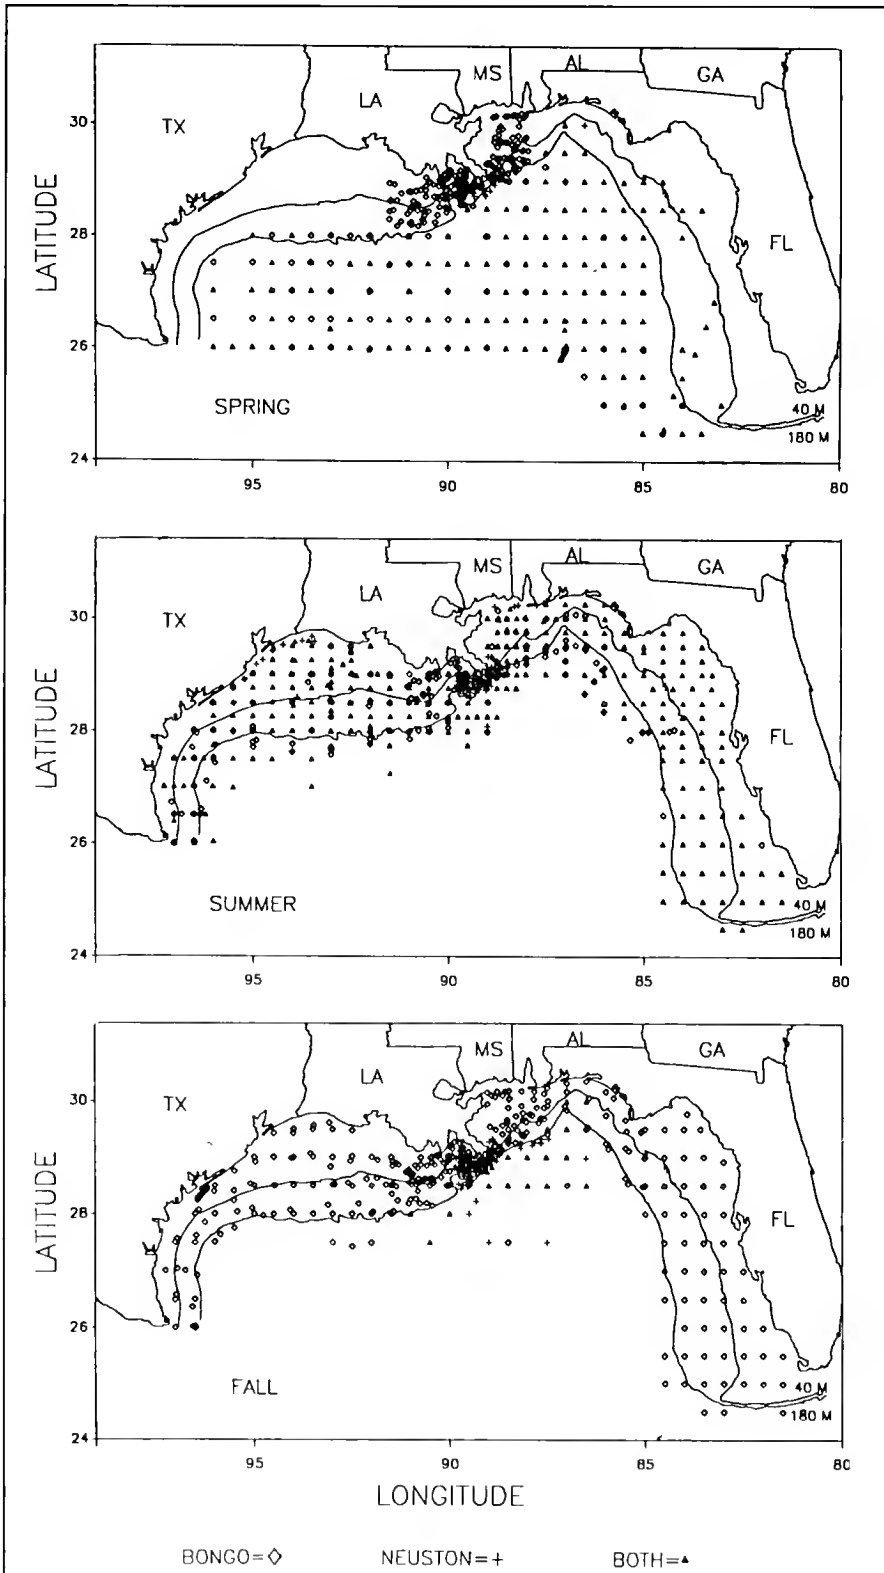 MS AL GA
LA
TX
30
28
26
24
LATITUDE
FL
SPRING
40 M
180 M
95 90 85 80
MS AL GA
LA
TX
30
28
26
24
LATITUDE
FL
SUMMER
40 M
180 M
95 90 85 80
MS AL GA
LA
TX
30
28
26
24
LATITUDE
FL
FALL
40 M
180 M
95 90 85 80
LONGITUDE
BONGO=◇ NEUSTON=+ BOTH=▲